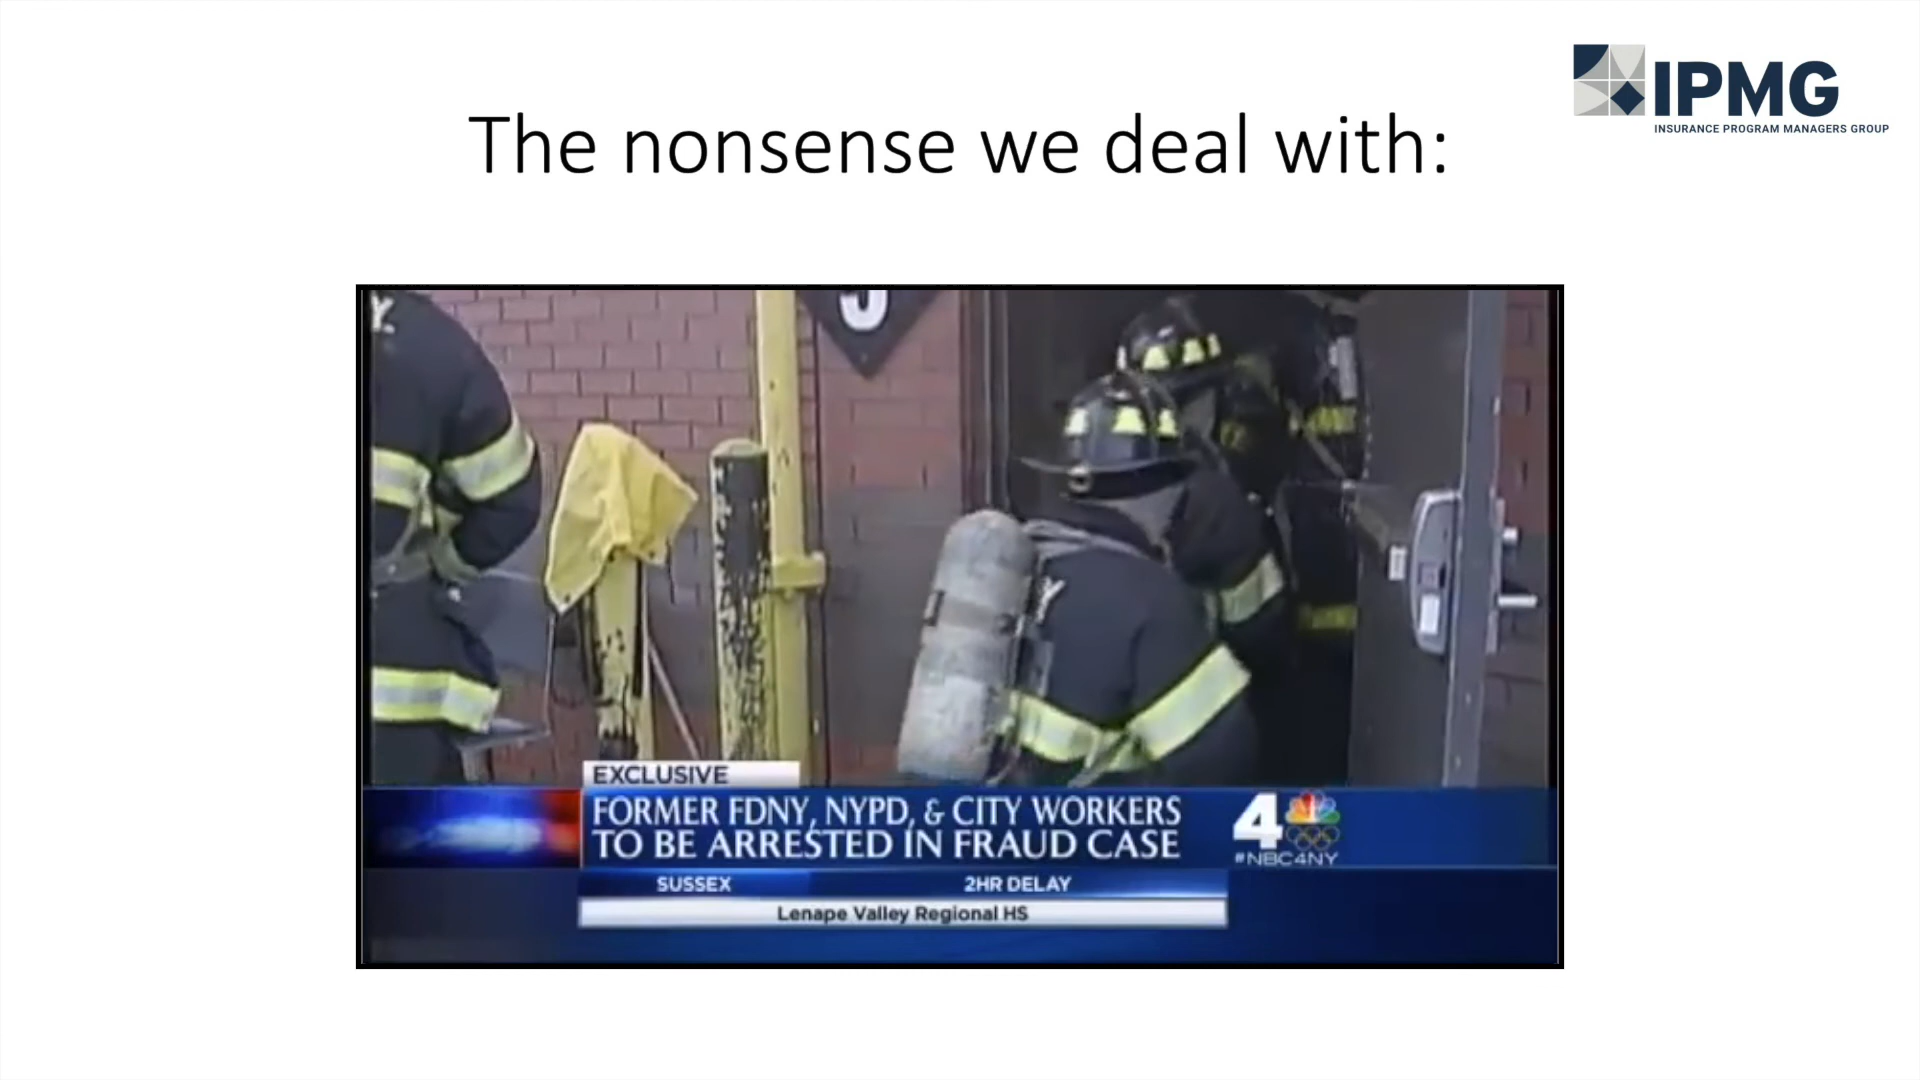 IPMG
INSURANCE PROGRAM MANAGERS GROUP
The nonsense we deal with:
Y
5
Y
EXCLUSIVE
FORMER FDNY, NYPD, & CITY WORKERS
TO BE ARRESTED IN FRAUD CASE
4
#NBC4NY
SUSSEX 2HR DELAY
Lenape Valley Regional HS